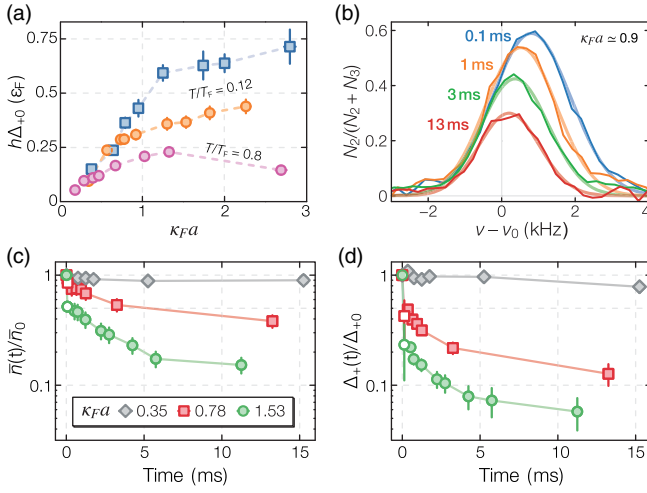 (a)
0.75
0.50
0.25
0
hΔ₊₀ (εF)
T/TF = 0.12
T/TF = 0.8
0 1 2 3
κFa
(b)
κFa ≃ 0.9
0.6
0.4
0.2
0
N₂/(N₂ + N₃)
0.1 ms
1 ms
3 ms
13 ms
−2 0 2 4
ν − ν₀ (kHz)
(c)
1
0.1
n̄(t)/n̄₀
κFa 0.35 0.78 1.53
0 5 10 15
Time (ms)
(d)
1
0.1
Δ₊(t)/Δ₊₀
0 5 10 15
Time (ms)